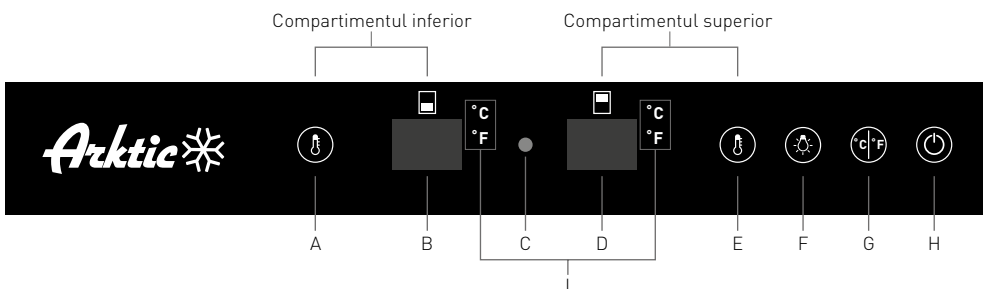 Compartimentul inferior
Compartimentul superior
Arktic
°C
°F
°C
°F
°C °F
A
B
C
D
E
F
G
H
I